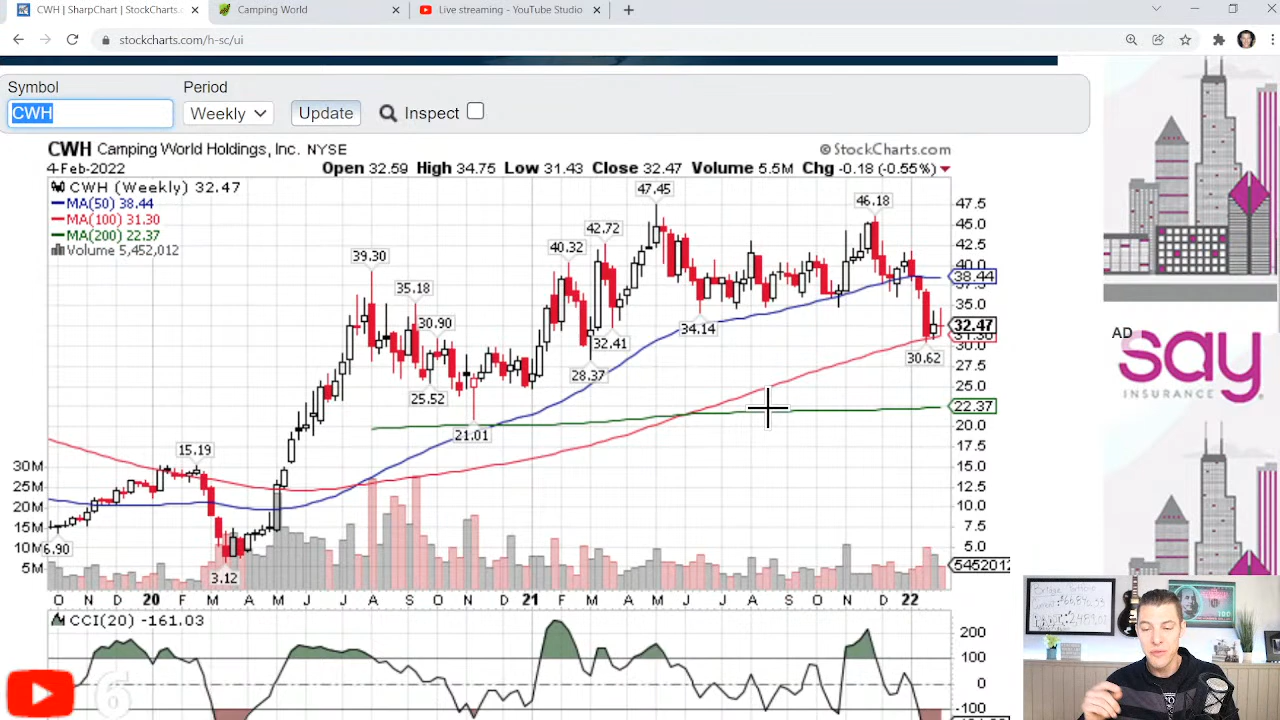 CWH | SharpChart | StockCharts.c
Camping World
Live streaming - YouTube Studio
stockcharts.com/h-sc/ui
Symbol
Period
CWH
Weekly
Update
Inspect
CWH Camping World Holdings, Inc. NYSE
© StockCharts.com
4-Feb-2022
Open 32.59 High 34.75 Low 31.43 Close 32.47 Volume 5.5M Chg -0.18 (-0.55%)
CWH (Weekly) 32.47
MA(50) 38.44
MA(100) 31.30
MA(200) 22.37
Volume 5,452,012
47.45
46.18
42.72
40.32
39.30
35.18
30.90
34.14
32.41
30.62
28.37
25.52
21.01
15.19
6.90
3.12
47.5
45.0
42.5
40.0
38.44
37.5
35.0
32.47
31.30
30.0
27.5
25.0
22.37
20.0
17.5
15.0
12.5
10.0
7.5
5.0
5452012
30M
25M
20M
15M
10M
5M
O N D 20 F M A M J J A S O N D 21 F M A M J J A S O N D 22
CCI(20) -161.03
200
100
0
-100
AD
say
INSURANCE
6